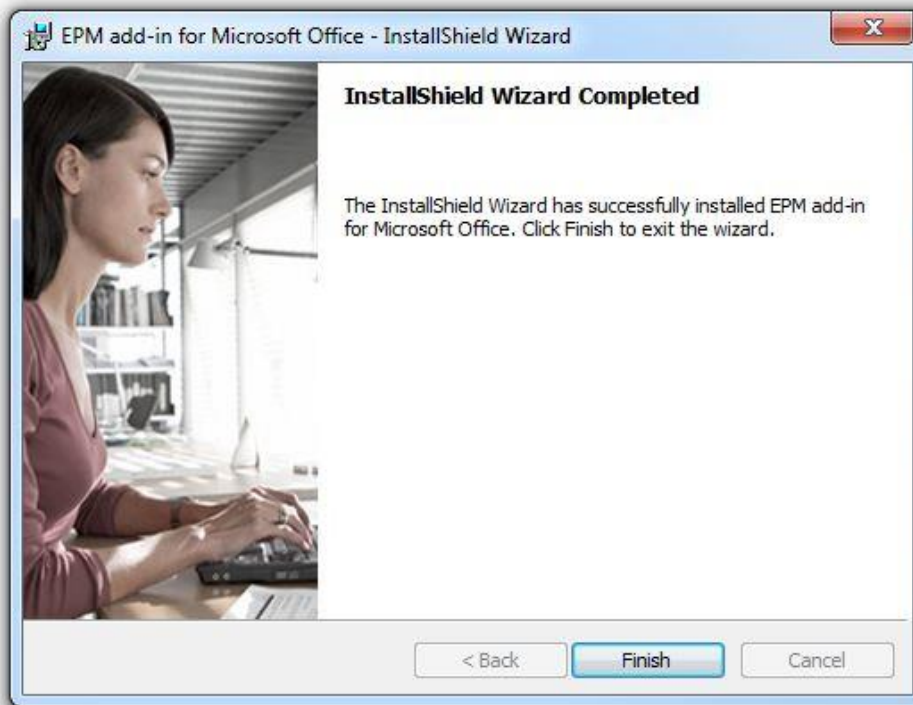 EPM add-in for Microsoft Office - InstallShield Wizard
InstallShield Wizard Completed
The InstallShield Wizard has successfully installed EPM add-in
for Microsoft Office. Click Finish to exit the wizard.
< Back
Finish
Cancel